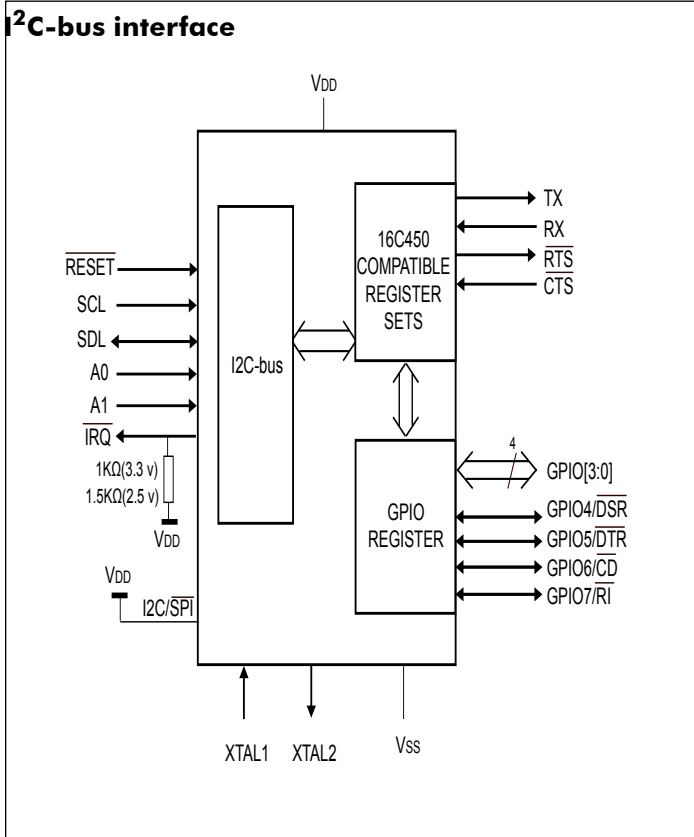 I²C-bus interface
VDD
TX
RX
RTS
CTS
16C450
COMPATIBLE
REGISTER
SETS
RESET
SCL
SDL
A0
A1
IRQ
1KΩ(3.3 v)
1.5KΩ(2.5 v)
VDD
I2C-bus
VDD
I2C/SPI
4
GPIO[3:0]
GPIO4/DSR
GPIO5/DTR
GPIO6/CD
GPIO7/RI
GPIO
REGISTER
XTAL1
XTAL2
VSS